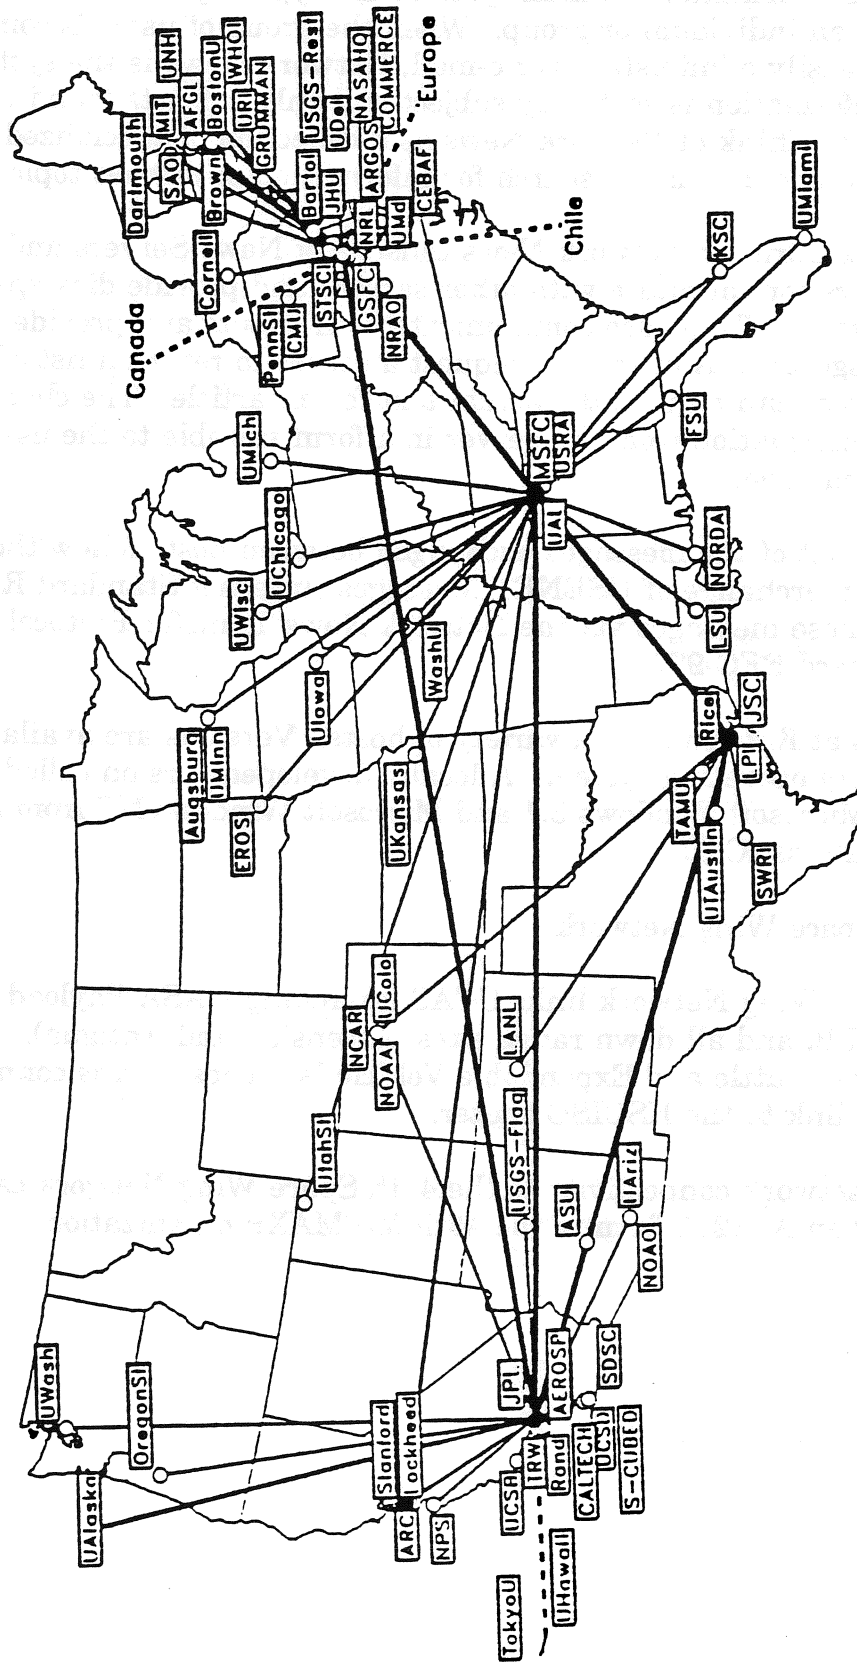 UWash
OregonSt
UAlaska
Stanford
Lockheed
ARC
NPS
UCSA
TRW
Rand
CALTECH
UCSD
S-CUBED
TokyoU
UHawaii
JPL
AEROSP
SDSC
NOAO
UAriz
ASU
USGS-Flag
LANL
UtahSt
NCAR
UColo
NOAA
EROS
Augsburg
UMinn
UIowa
UKansas
WashU
UWisc
UChicago
UMich
TAMU
UTAustin
SWRI
LPI
JSC
Rice
LSU
NORDA
UAL
MSFC
USRA
FSU
KSC
UMiami
Canada
Cornell
PennSt
CMU
STSCI
GSFC
NRAO
Dartmouth
MIT
UNH
SAO
AFGL
BostonU
WHOI
Brown
URI
GRUMMAN
Bartol
USGS-Rest
JHU
UDel
NASAHQ
COMMERCE
ARGOS
NRL
UMd
CEBAF
Europe
Chile